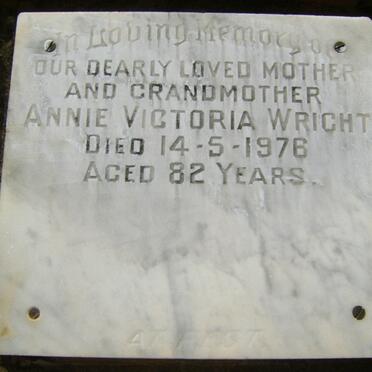 In Loving Memory of
OUR DEARLY LOVED MOTHER
AND GRANDMOTHER
ANNIE VICTORIA WRIGHT
DIED 14-5-1976
AGED 82 YEARS.
AT REST